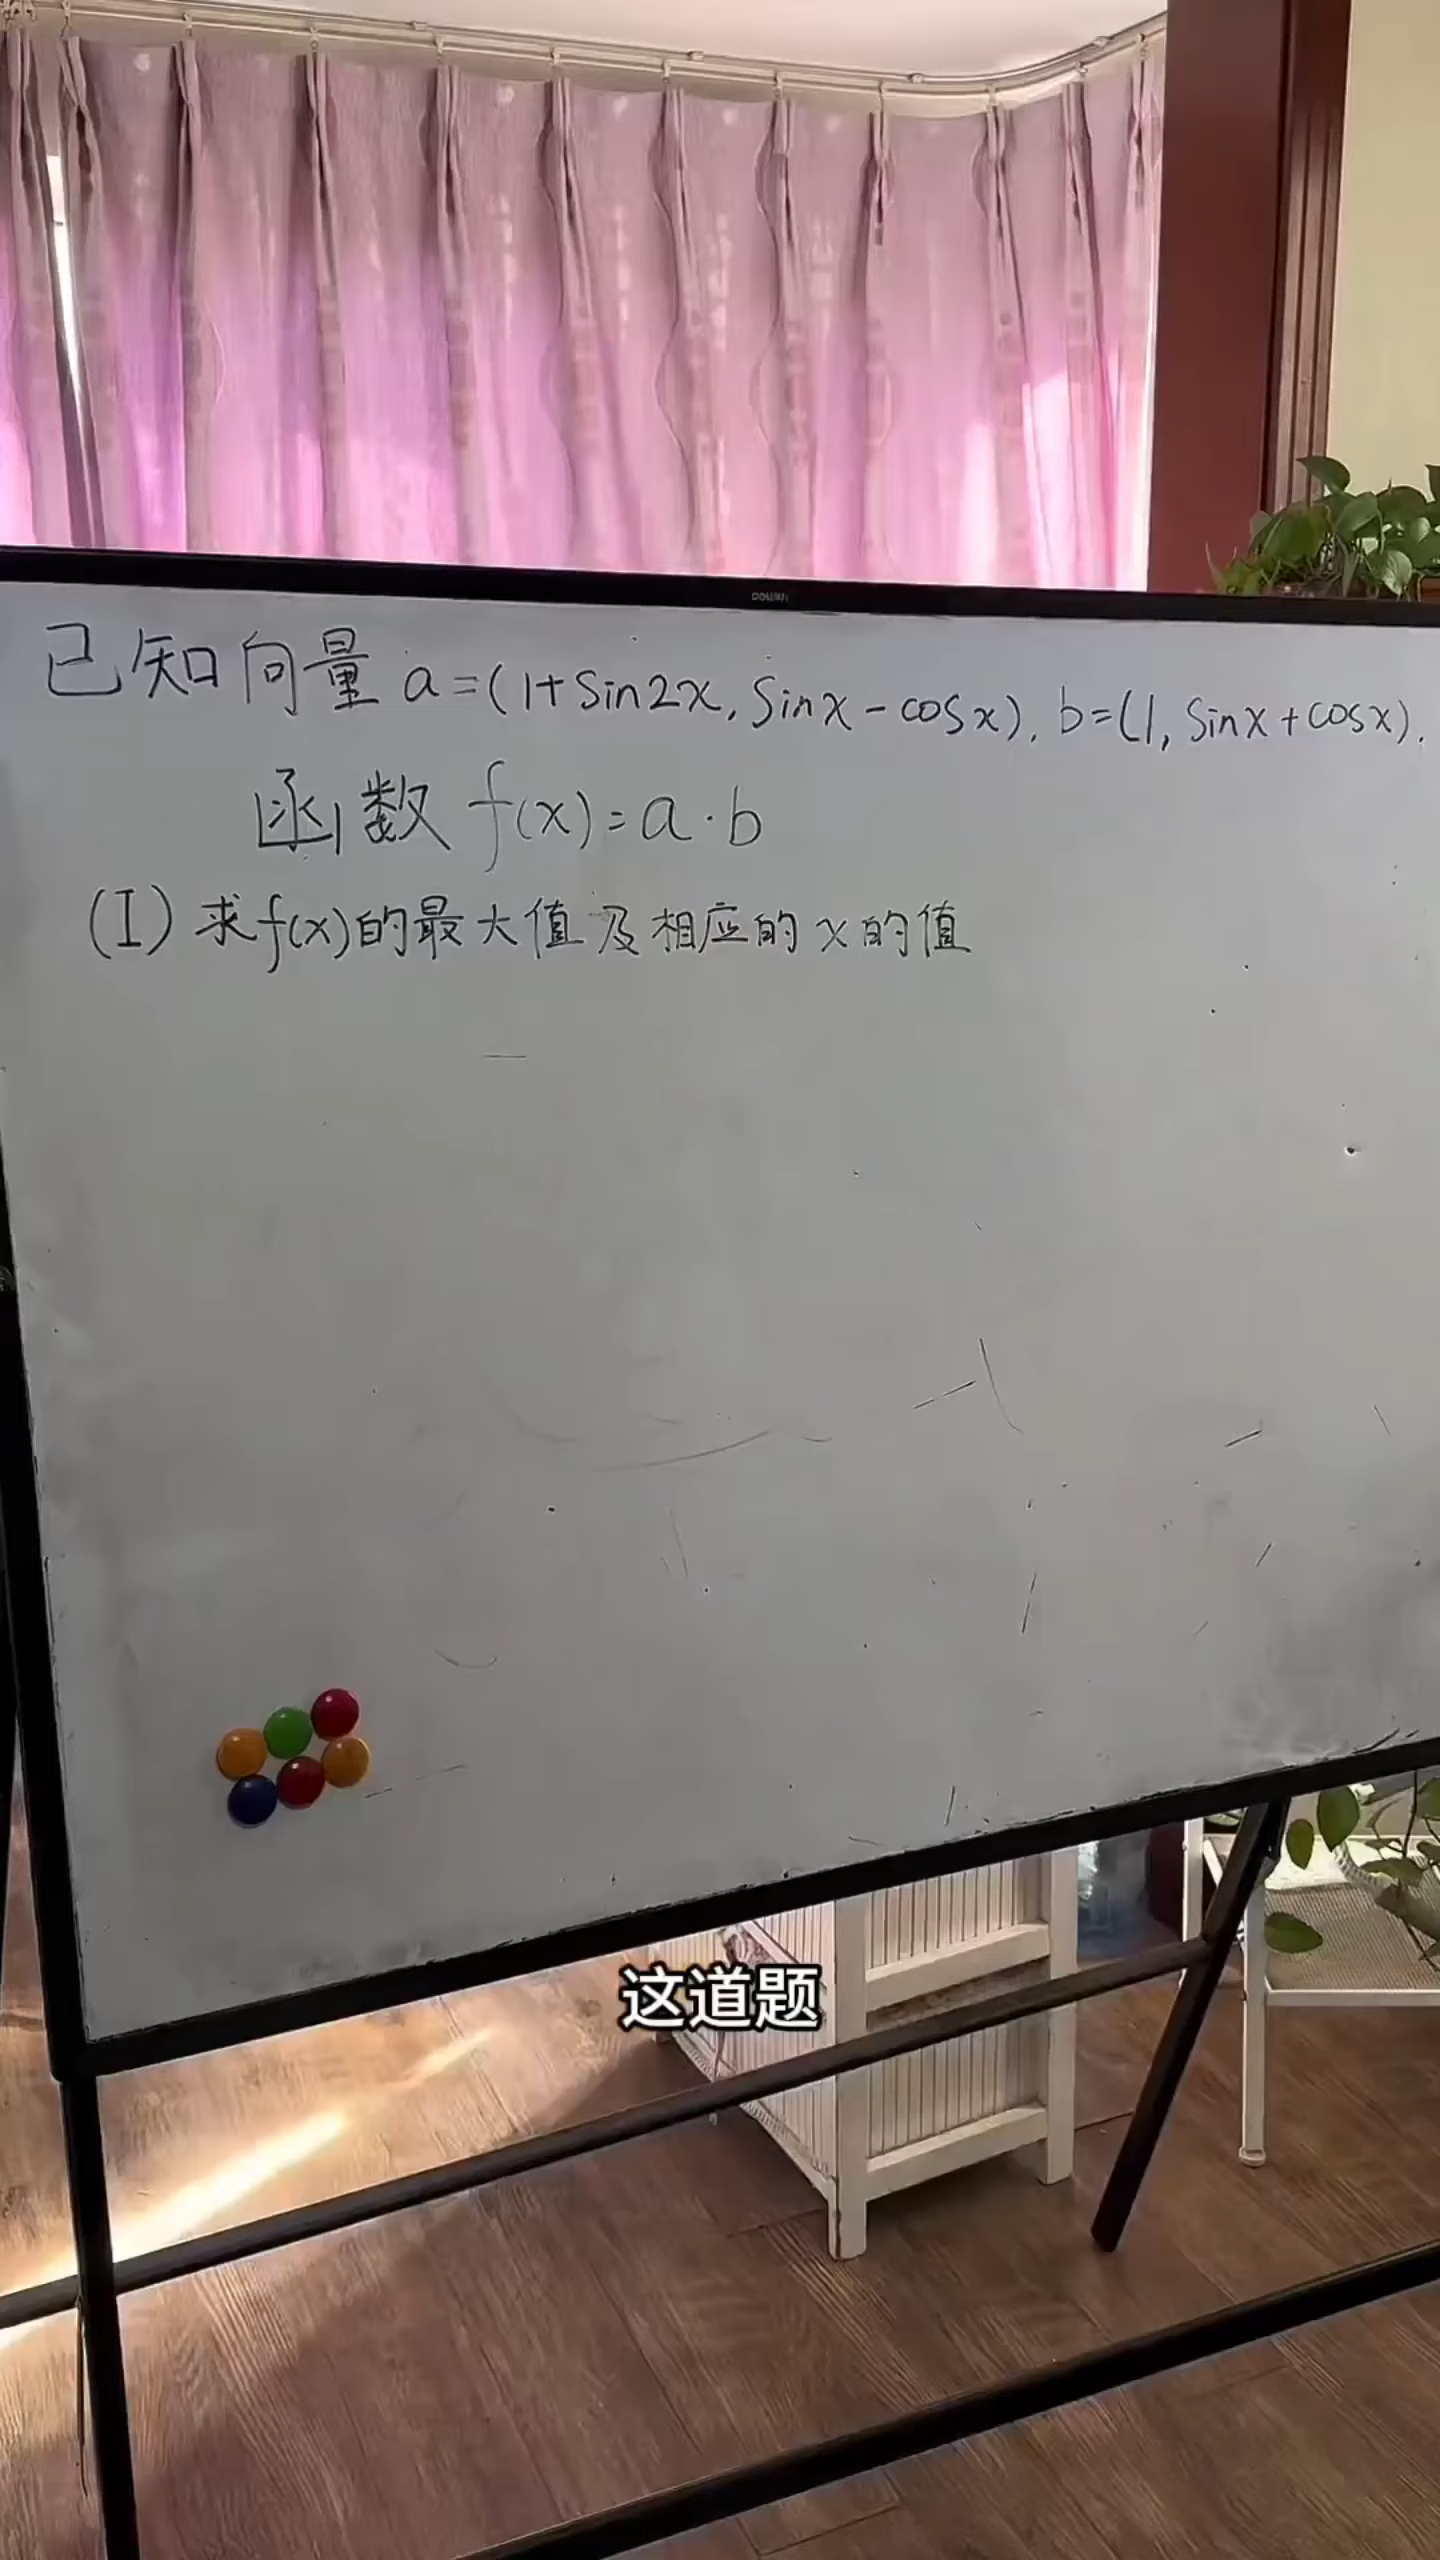 已知向量 a=(1+sin2x, sinx-cosx), b=(1, sinx+cosx).
函数 f(x)=a·b
(I) 求f(x)的最大值及相应的x的值
这道题